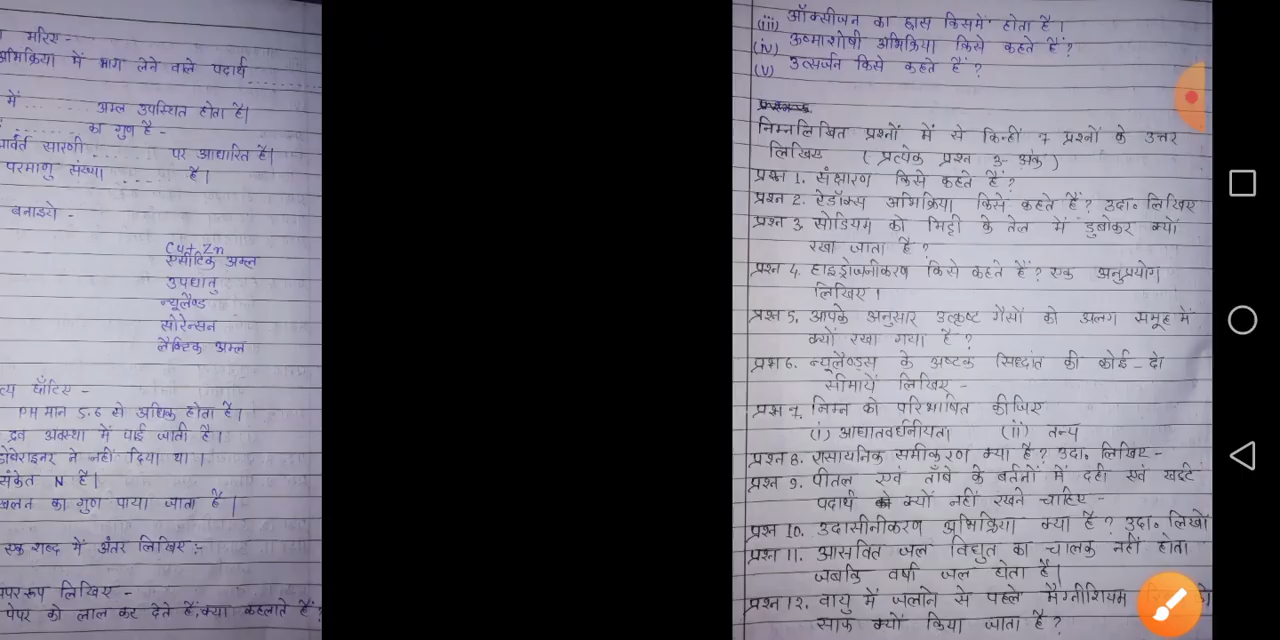 भरिए -
अभिक्रिया में भाग लेने वाले पदार्थ ..........
में ........ अम्ल उपस्थित होता है।
........ का गुण है -
आवर्त सारणी ..... पर आधारित है।
परमाणु संख्या ..... है।
बनाइये -
Cu+Zn
एसीटिक अम्ल
उपधातु
न्यूलैण्ड
सोरेन्सन
लैक्टिक अम्ल
छाँटिए -
PH मान 5.6 से अधिक होता है।
द्रव अवस्था में पाई जाती है।
डोबेराइनर ने नहीं दिया था।
संकेत N है।
का गुण पाया जाता है।
एक शब्द में अंतर लिखिए :-
अपररूप लिखिए -
पेपर को लाल कर देते हैं, क्या कहलाते हैं?
(iii) ऑक्सीजन का ह्रास किसमें होता है।
(iv) ऊष्माशोषी अभिक्रिया किसे कहते हैं?
(v) उत्सर्जन किसे कहते हैं?
निम्नलिखित प्रश्नों में से किन्हीं 7 प्रश्नों के उत्तर
लिखिए (प्रत्येक प्रश्न 3- अंक)
प्रश्न 1. संक्षारण किसे कहते हैं?
प्रश्न 2. रेडॉक्स अभिक्रिया किसे कहते हैं? उदा॰ लिखिए
प्रश्न 3. सोडियम को मिट्टी के तेल में डुबोकर क्यों
रखा जाता है?
प्रश्न 4. हाइड्रोजनीकरण किसे कहते हैं? एक अनुप्रयोग
लिखिए।
प्रश्न 5. आपके अनुसार उत्कृष्ट गैसों को अलग समूह में
क्यों रखा गया है?
प्रश्न 6. न्यूलैण्ड्स के अष्टक सिध्दांत की कोई - दो
सीमायें लिखिए -
प्रश्न 7. निम्न को परिभाषित कीजिए
(i) आघातवर्धनीयता (ii) तन्य
प्रश्न 8. रासायनिक समीकरण क्या है? उदा॰ लिखिए -
प्रश्न 9. पीतल एवं ताँबे के बर्तनों में दही एवं खट्टे
पदार्थ क्यों नहीं रखने चाहिए -
प्रश्न 10. उदासीनीकरण अभिक्रिया क्या है? उदा॰ लिखों
प्रश्न 11. आसवित जल विद्युत का चालक नहीं होता
जबकि वर्षा जल होता है।
प्रश्न 12. वायु में जलाने से पहले मैग्नीशियम
साफ क्यों किया जाता है?